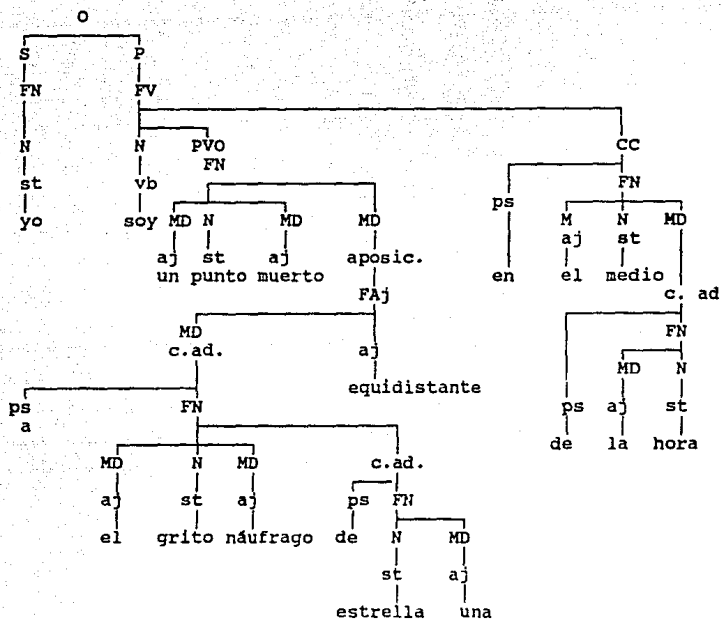 O
S P
FN FV
N N PVO CC
FN FN
st vb ps
yo soy MD N MD MD M N MD
aj st aj aposic. aj st
un punto muerto en el medio
FAj c. ad
MD FN
c.ad. aj MD N
equidistante
ps FN ps aj st
a
de la hora
MD N MD c.ad.
aj st aj ps FN
el grito náufrago de N MD
st aj
estrella una